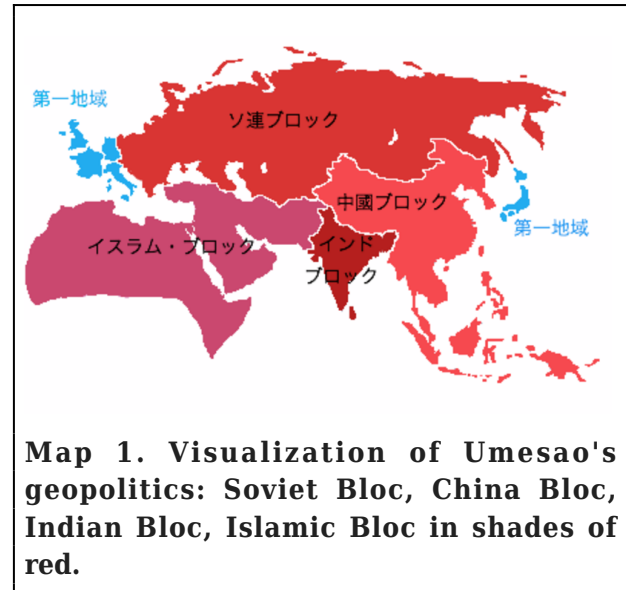 第一地域
ソ連ブロック
中國ブロック
第一地域
イスラム・ブロック
インド
ブロック
Map 1. Visualization of Umesao's
geopolitics: Soviet Bloc, China Bloc,
Indian Bloc, Islamic Bloc in shades of
red.